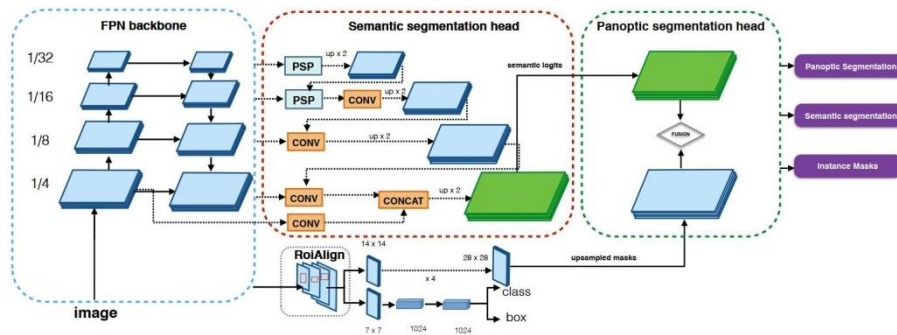 FPN backbone
1/32
1/16
1/8
1/4
image
Semantic segmentation head
PSP
up x 2
PSP
CONV
up x 2
CONV
up x 2
CONV
CONCAT
up x 2
CONV
semantic logits
RoiAlign
14 x 14
28 x 28
x 4
class
box
7 x 7
1024
1024
upsampled masks
Panoptic segmentation head
FUSION
Panoptic Segmentation
Semantic segmentation
Instance Masks